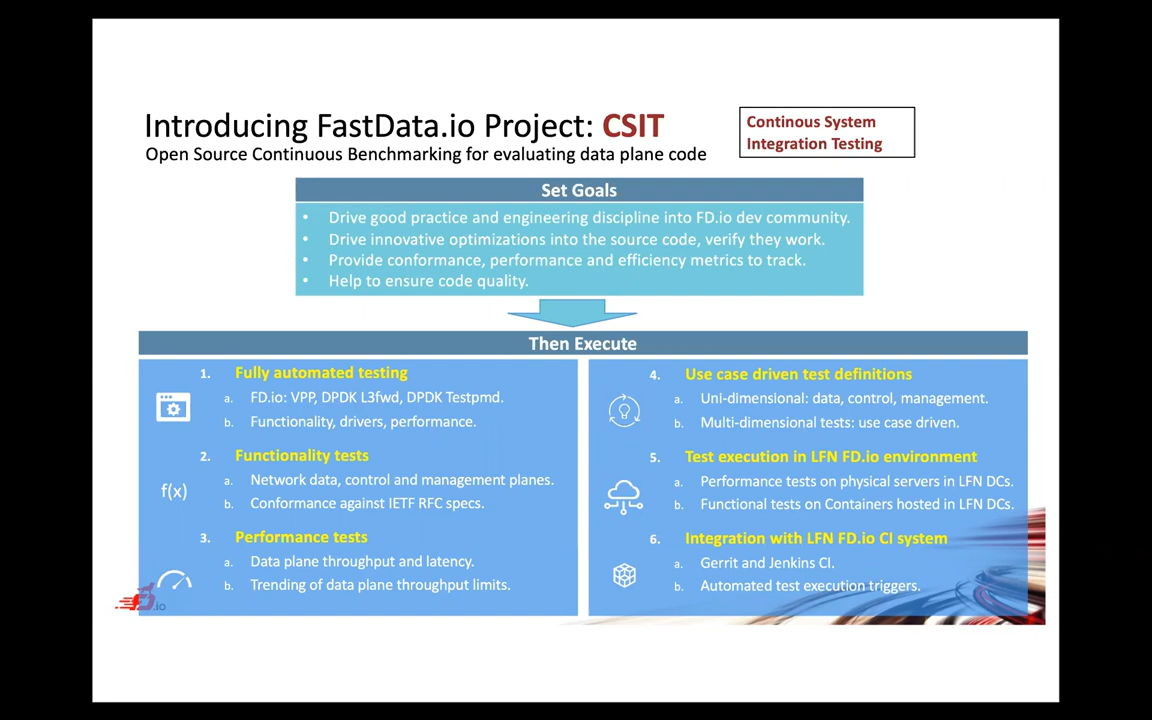 Introducing FastData.io Project: CSIT
Open Source Continuous Benchmarking for evaluating data plane code
Continous System
Integration Testing
Set Goals
• Drive good practice and engineering discipline into FD.io dev community.
• Drive innovative optimizations into the source code, verify they work.
• Provide conformance, performance and efficiency metrics to track.
• Help to ensure code quality.
Then Execute
1. Fully automated testing
a. FD.io: VPP, DPDK L3fwd, DPDK Testpmd.
b. Functionality, drivers, performance.
2. Functionality tests
f(x)
a. Network data, control and management planes.
b. Conformance against IETF RFC specs.
3. Performance tests
a. Data plane throughput and latency.
b. Trending of data plane throughput limits.
FD.io
4. Use case driven test definitions
a. Uni-dimensional: data, control, management.
b. Multi-dimensional tests: use case driven.
5. Test execution in LFN FD.io environment
a. Performance tests on physical servers in LFN DCs.
b. Functional tests on Containers hosted in LFN DCs.
6. Integration with LFN FD.io CI system
a. Gerrit and Jenkins CI.
b. Automated test execution triggers.